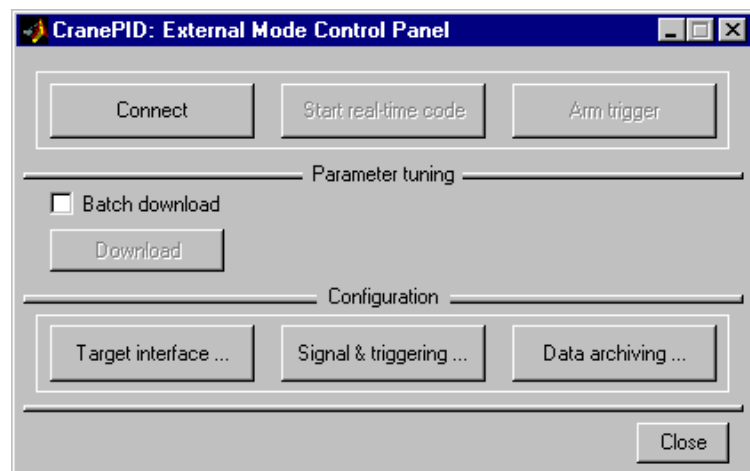 CranePID: External Mode Control Panel
Connect Start real-time code Arm trigger
Parameter tuning
Batch download
Download
Configuration
Target interface ... Signal & triggering ... Data archiving ...
Close